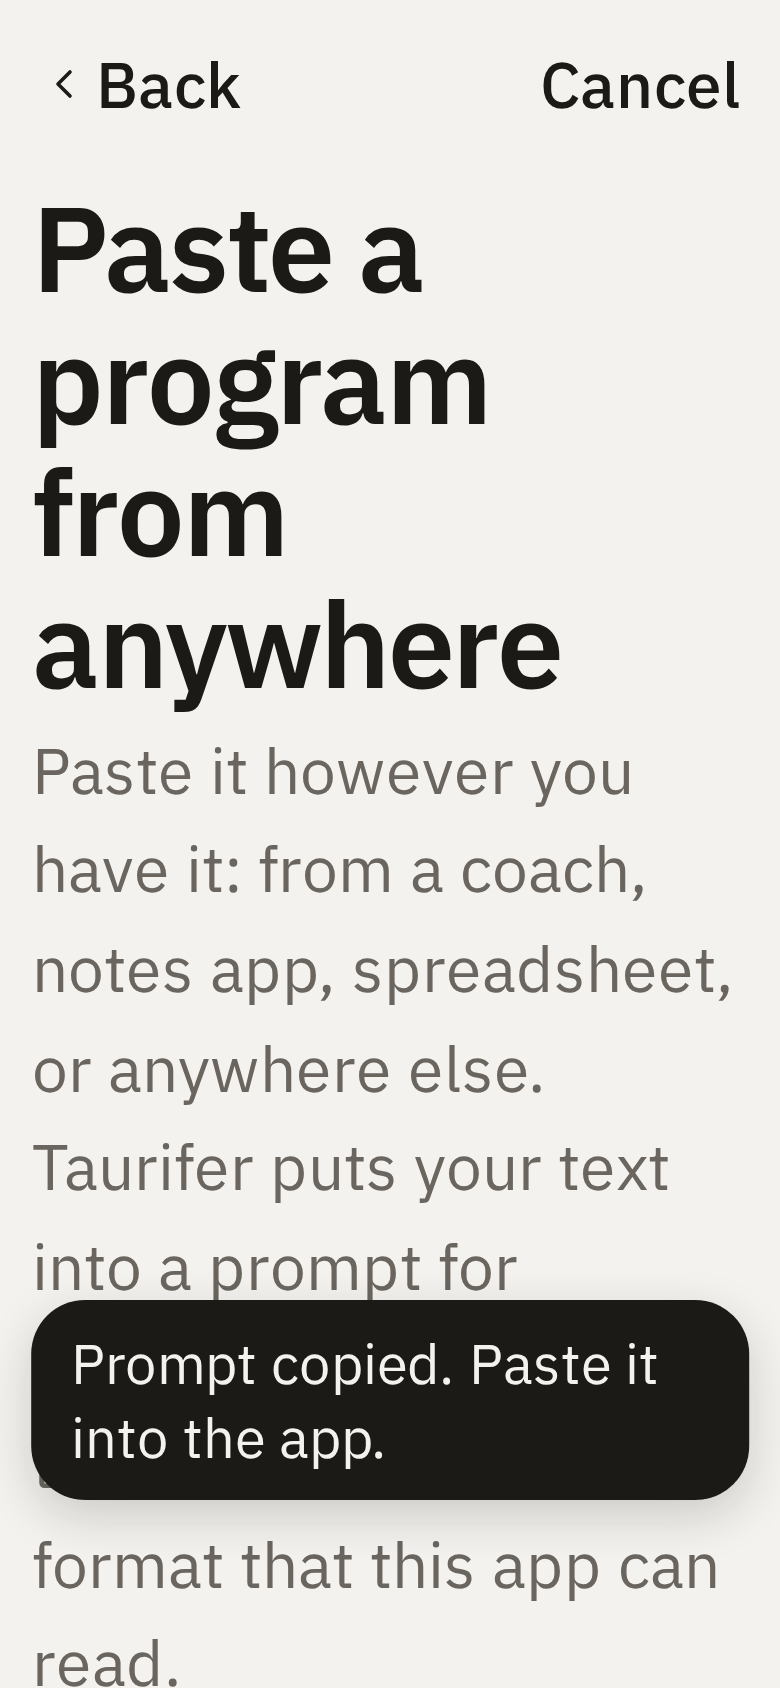 Back
Cancel
Paste a
program
from
anywhere
Paste it however you
have it: from a coach,
notes app, spreadsheet,
or anywhere else.
Taurifer puts your text
into a prompt for
Prompt copied. Paste it
into the app.
format that this app can
read.